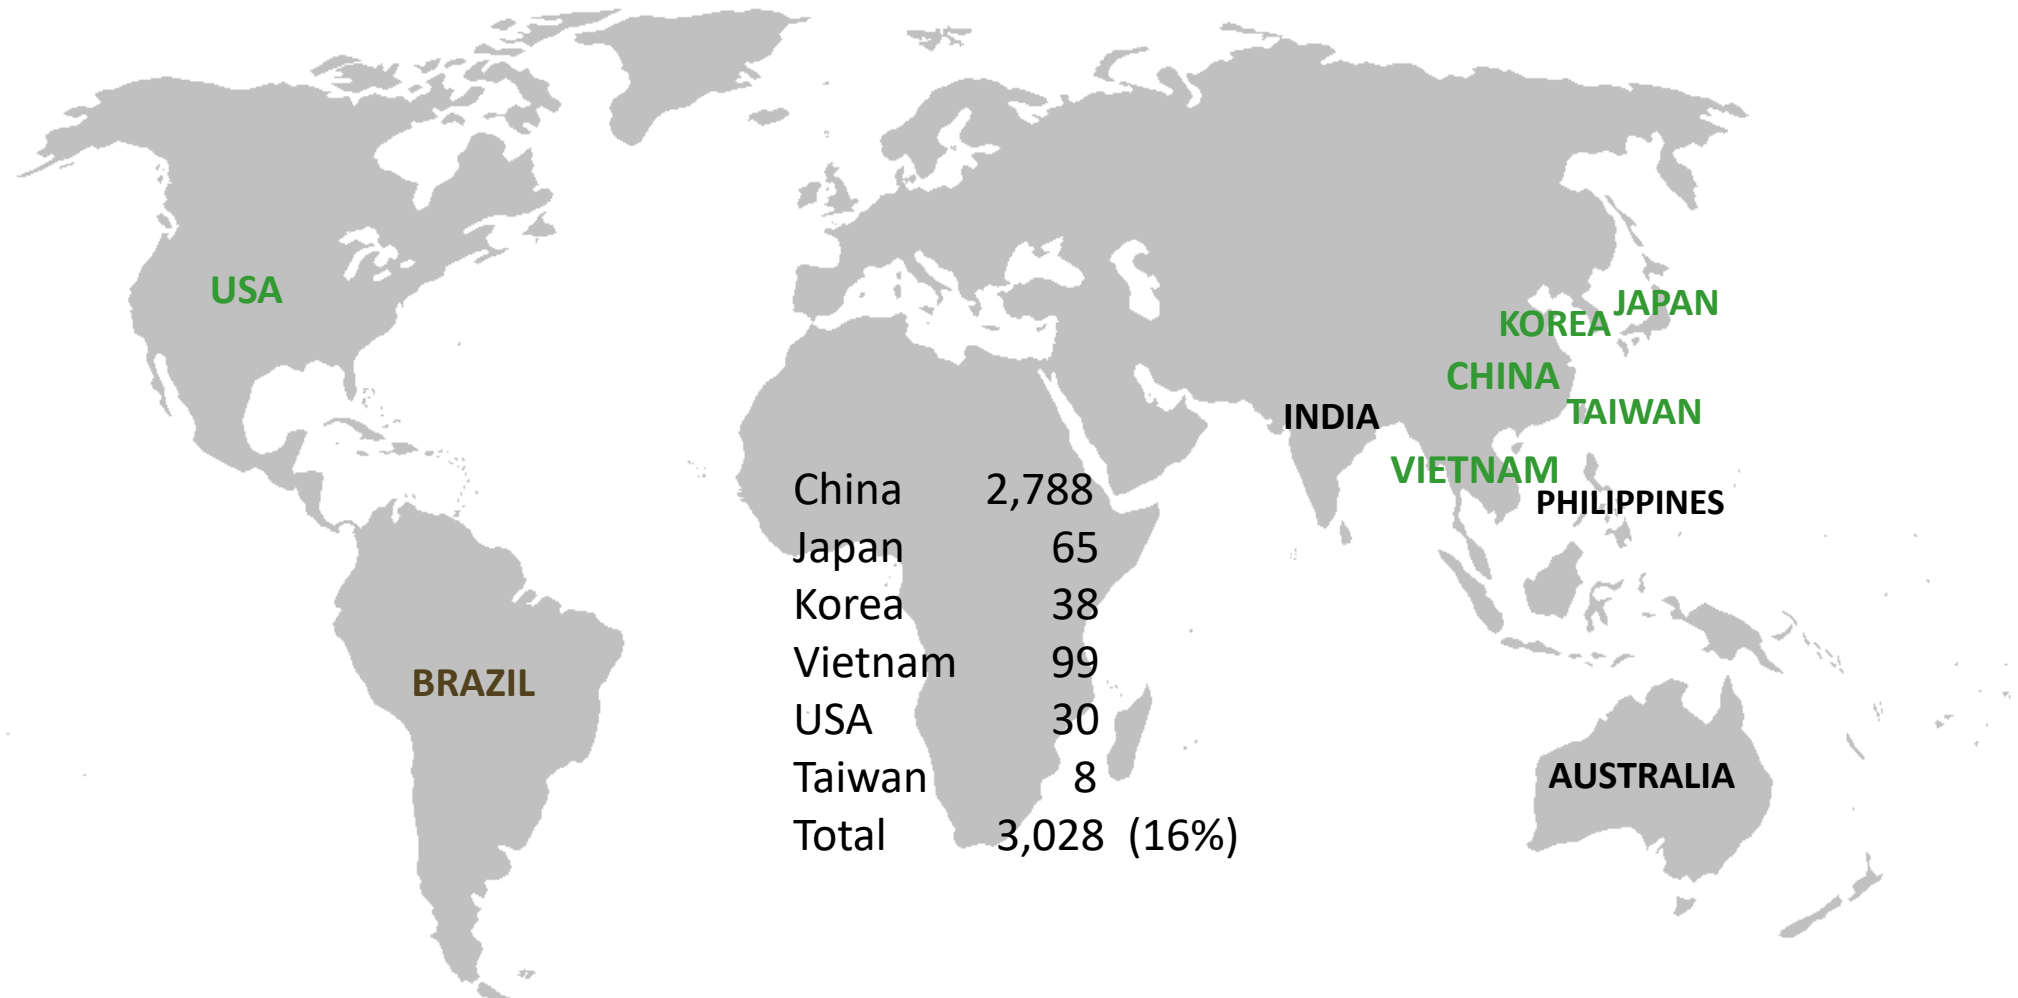 USA
JAPAN
KOREA
CHINA
TAIWAN
INDIA
VIETNAM
PHILIPPINES
China 2,788
Japan 65
Korea 38
Vietnam 99
USA 30
Taiwan 8
Total 3,028 (16%)
BRAZIL
AUSTRALIA